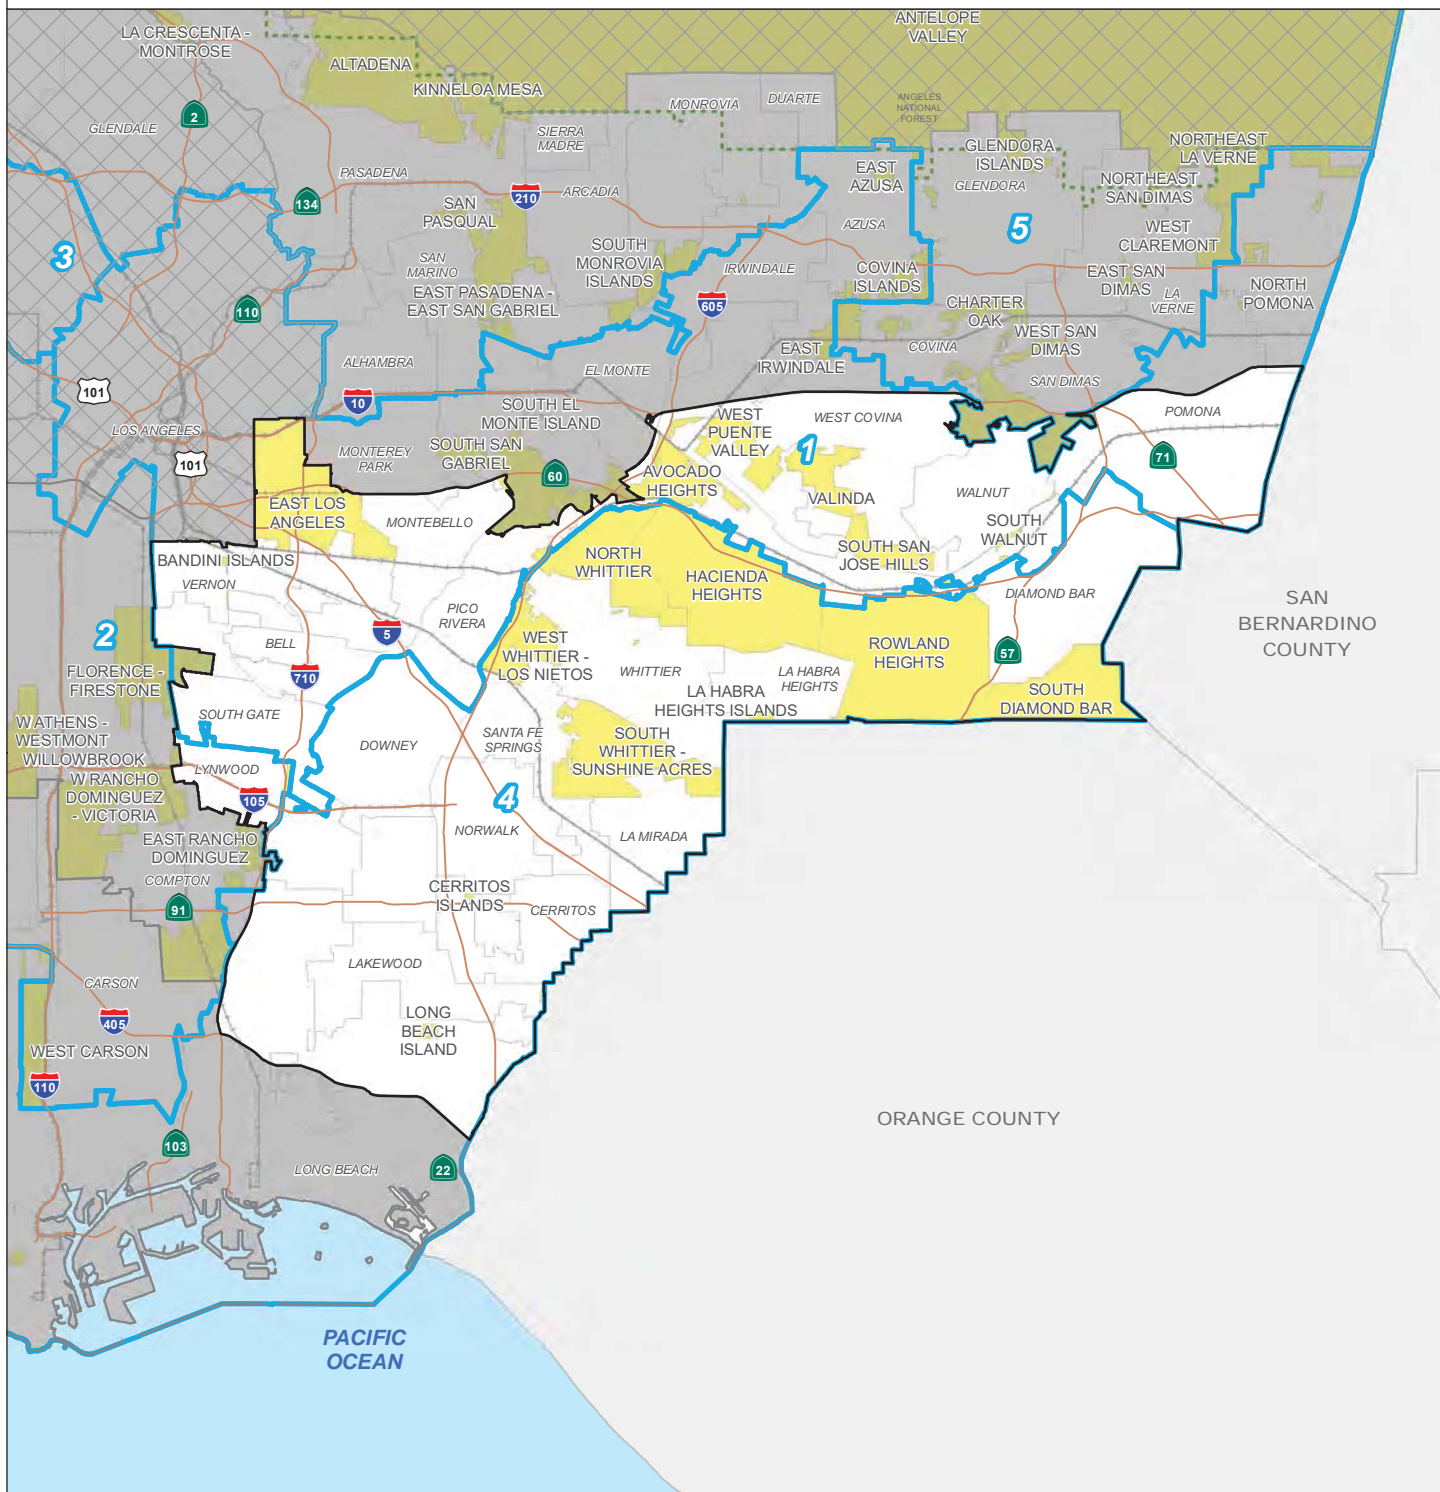 ANTELOPE
VALLEY
LA CRESCENTA -
MONTROSE
ALTADENA
KINNELOA MESA
MONROVIA
DUARTE
ANGELES
NATIONAL
FOREST
GLENDALE
2
SIERRA
MADRE
GLENDORA
ISLANDS
NORTHEAST
LA VERNE
PASADENA
134
210
ARCADIA
EAST
AZUSA
GLENDORA
NORTHEAST
SAN DIMAS
SAN
PASQUAL
AZUSA
5
WEST
CLAREMONT
3
SAN
MARINO
SOUTH
MONROVIA
ISLANDS
IRWINDALE
COVINA
ISLANDS
EAST SAN
DIMAS
LA
VERNE
NORTH
POMONA
EAST PASADENA -
EAST SAN GABRIEL
110
605
CHARTER
OAK
WEST SAN
DIMAS
ALHAMBRA
EL MONTE
EAST
IRWINDALE
COVINA
SAN DIMAS
101
10
SOUTH EL
MONTE ISLAND
WEST
PUENTE
VALLEY
WEST COVINA
POMONA
LOS ANGELES
101
MONTEREY
PARK
SOUTH SAN
GABRIEL
60
1
71
AVOCADO
HEIGHTS
VALINDA
WALNUT
EAST LOS
ANGELES
MONTEBELLO
SOUTH
WALNUT
SOUTH SAN
JOSE HILLS
BANDINI ISLANDS
VERNON
NORTH
WHITTIER
HACIENDA
HEIGHTS
DIAMOND BAR
SAN
BERNARDINO
COUNTY
PICO
RIVERA
2
BELL
5
WEST
WHITTIER -
LOS NIETOS
ROWLAND
HEIGHTS
57
FLORENCE -
FIRESTONE
710
WHITTIER
LA HABRA
HEIGHTS
LA HABRA
HEIGHTS ISLANDS
SOUTH
DIAMOND BAR
W ATHENS -
WESTMONT
SOUTH GATE
DOWNEY
SANTA FE
SPRINGS
SOUTH
WHITTIER -
SUNSHINE ACRES
WILLOWBROOK
LYNWOOD
W RANCHO
DOMINGUEZ
- VICTORIA
105
4
NORWALK
LA MIRADA
EAST RANCHO
DOMINGUEZ
COMPTON
CERRITOS
ISLANDS
91
CERRITOS
LAKEWOOD
CARSON
405
LONG
BEACH
ISLAND
WEST CARSON
110
ORANGE COUNTY
103
LONG BEACH
22
PACIFIC
OCEAN